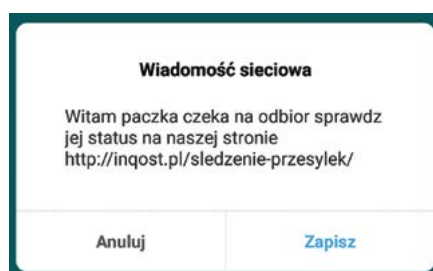 Wiadomość sieciowa
Witam paczka czeka na odbior sprawdz
jej status na naszej stronie
http://inqost.pl/sledzenie-przesylek/
Anuluj
Zapisz